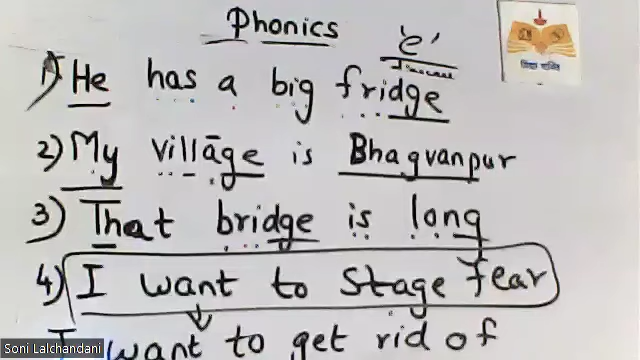 Phonics
'e'
1) He has a big fridge
2) My village is Bhagvanpur
3) That bridge is long
4) I want to stage fear
I want to get rid of
Soni Lalchandani